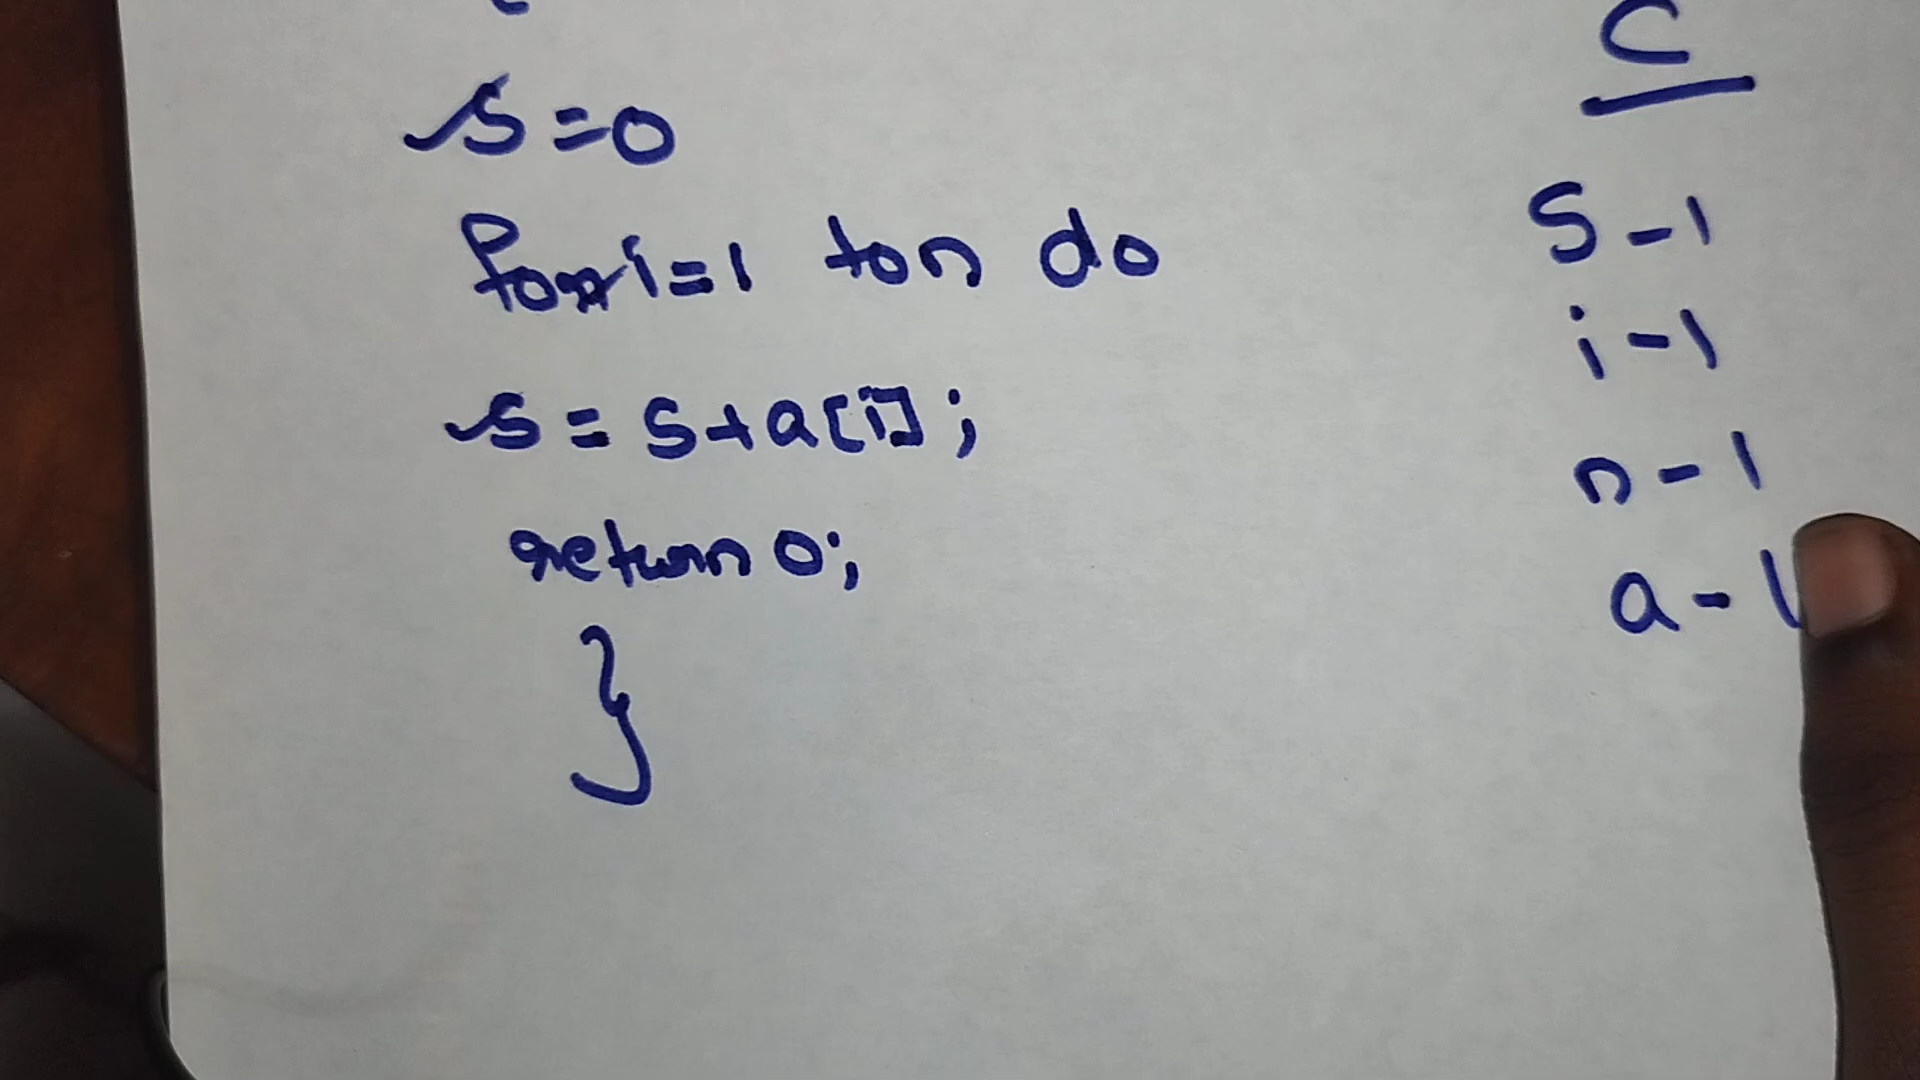 C
s=0
for i=1 to n do
s = s+a[i];
return 0;
}
S-1
i-1
n-1
a-1